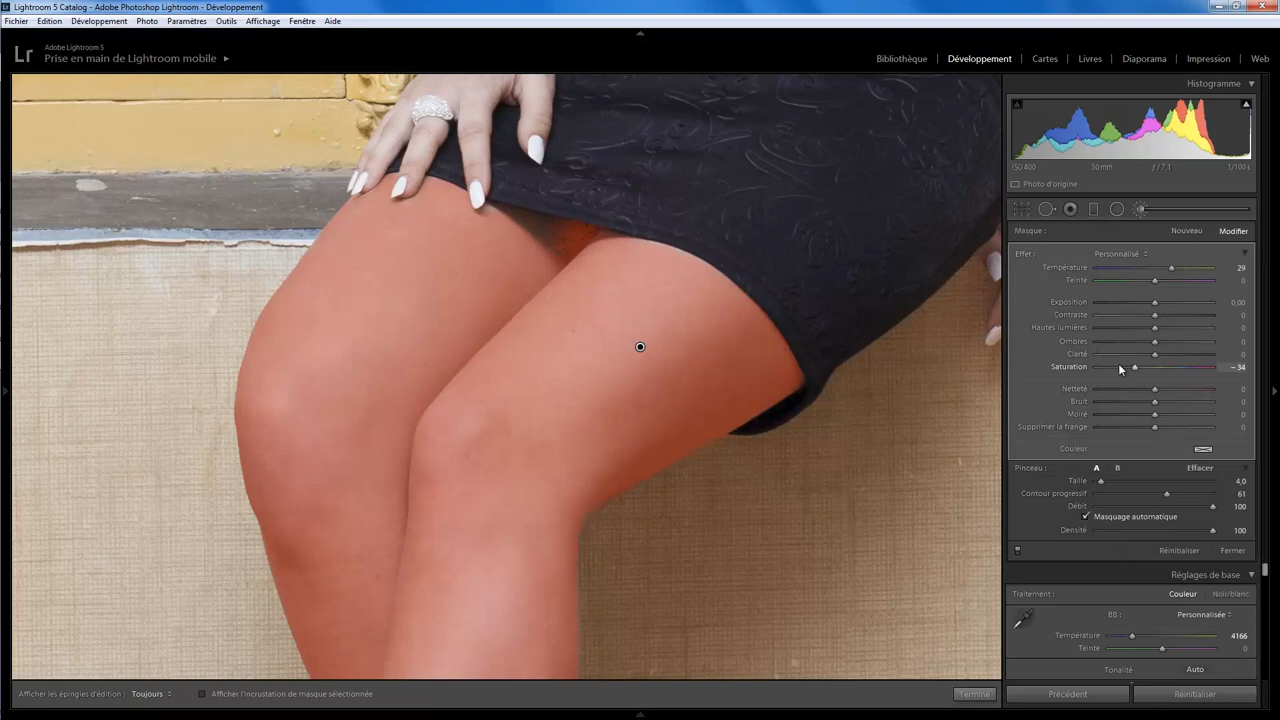 Lightroom 5 Catalog - Adobe Photoshop Lightroom - Développement
Fichier Edition Développement Photo Paramètres Outils Affichage Fenêtre Aide
Lr
Adobe Lightroom 5
Prise en main de Lightroom mobile
Bibliothèque Développement Cartes Livres Diaporama Impression Web
Histogramme
ISO 400 50 mm ƒ / 7,1 1/100 s
Photo d'origine
Masque : Nouveau Modifier
Effet : Personnalisé
Température 29
Teinte 0
Exposition 0,00
Contraste 0
Hautes lumières 0
Ombres 0
Clarté 0
Saturation − 34
Netteté 0
Bruit 0
Moiré 0
Supprimer la frange 0
Couleur
Pinceau : A B Effacer
Taille 4,0
Contour progressif 61
Débit 100
Masquage automatique
Densité 100
Réinitialiser Fermer
Réglages de base
Traitement : Couleur Noir/blanc
BB : Personnalisée
Température 4166
Teinte 0
Tonalité Auto
Afficher les épingles d'édition : Toujours Afficher l'incrustation de masque sélectionnée Terminé
Précédent Réinitialiser